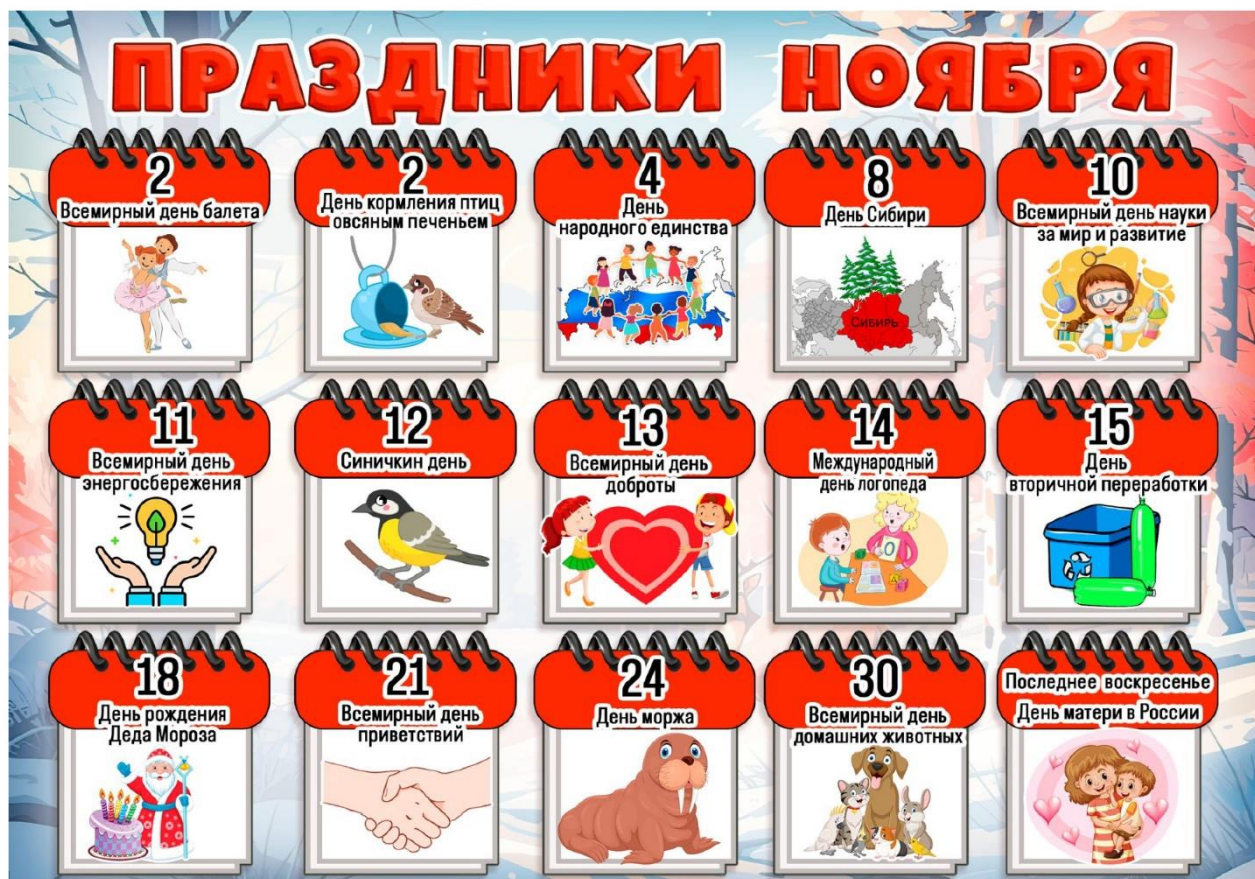 ПРАЗДНИКИ НОЯБРЯ
2
Всемирный день балета
2
День кормления птиц
овсяным печеньем
4
День
народного единства
8
День Сибири
СИБИРЬ
10
Всемирный день науки
за мир и развитие
11
Всемирный день
энергосбережения
12
Синичкин день
13
Всемирный день
доброты
14
Международный
день логопеда
О
15
День
вторичной переработки
18
День рождения
Деда Мороза
21
Всемирный день
приветствий
24
День моржа
30
Всемирный день
домашних животных
Последнее воскресенье
День матери в России